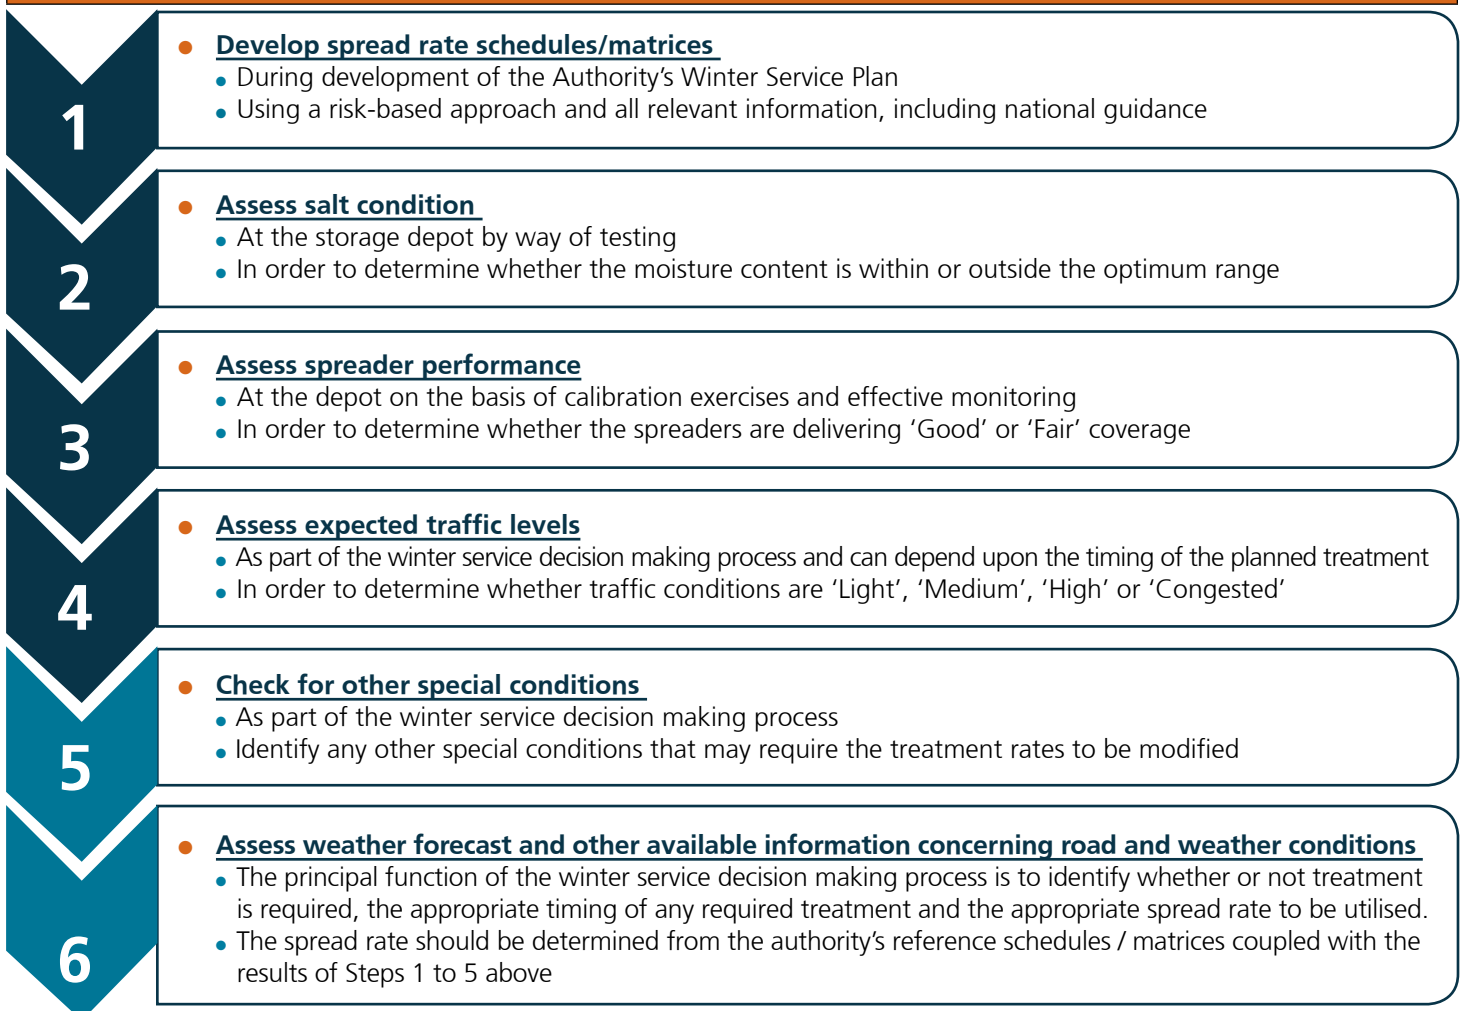 1
Develop spread rate schedules/matrices
During development of the Authority’s Winter Service Plan
Using a risk-based approach and all relevant information, including national guidance
2
Assess salt condition
At the storage depot by way of testing
In order to determine whether the moisture content is within or outside the optimum range
3
Assess spreader performance
At the depot on the basis of calibration exercises and effective monitoring
In order to determine whether the spreaders are delivering ‘Good’ or ‘Fair’ coverage
4
Assess expected traffic levels
As part of the winter service decision making process and can depend upon the timing of the planned treatment
In order to determine whether traffic conditions are ‘Light’, ‘Medium’, ‘High’ or ‘Congested’
5
Check for other special conditions
As part of the winter service decision making process
Identify any other special conditions that may require the treatment rates to be modified
6
Assess weather forecast and other available information concerning road and weather conditions
The principal function of the winter service decision making process is to identify whether or not treatment
is required, the appropriate timing of any required treatment and the appropriate spread rate to be utilised.
The spread rate should be determined from the authority’s reference schedules / matrices coupled with the
results of Steps 1 to 5 above